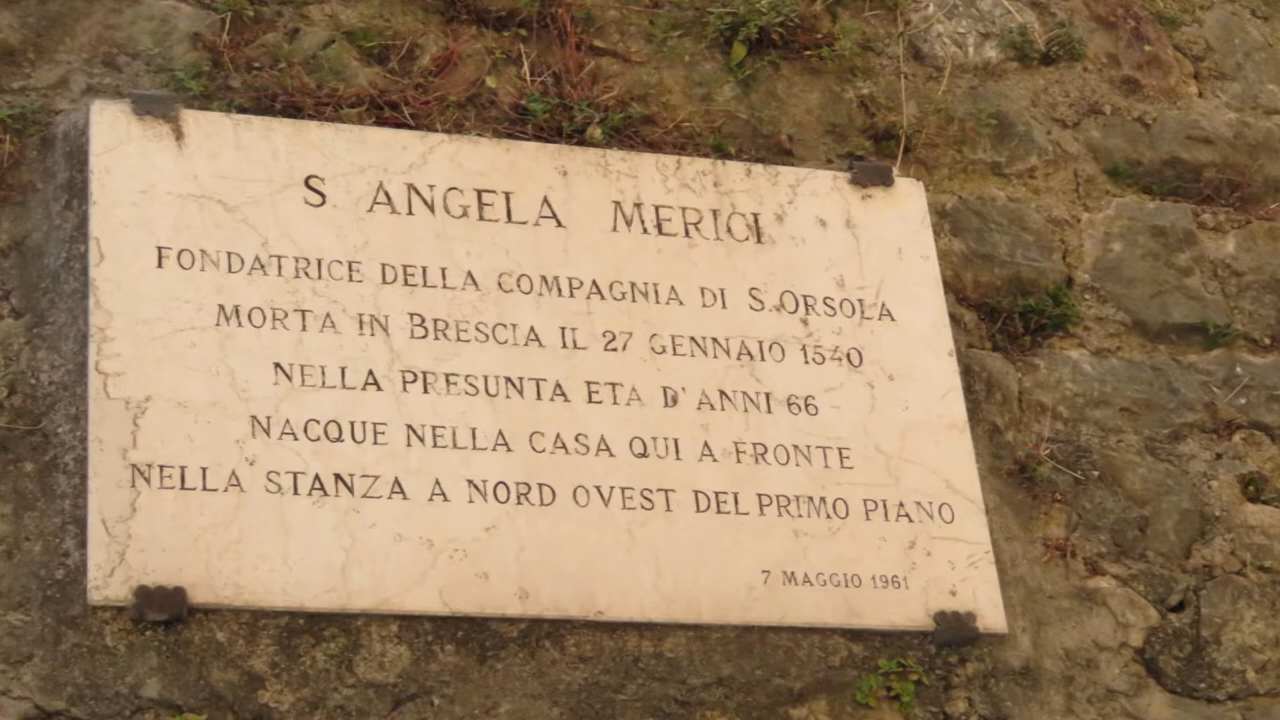 S ANGELA MERICI
FONDATRICE DELLA COMPAGNIA DI S. ORSOLA
MORTA IN BRESCIA IL 27 GENNAIO 1540
NELLA PRESUNTA ETA D'ANNI 66
NACQUE NELLA CASA QUI A FRONTE
NELLA STANZA A NORD OVEST DEL PRIMO PIANO
7 MAGGIO 1961